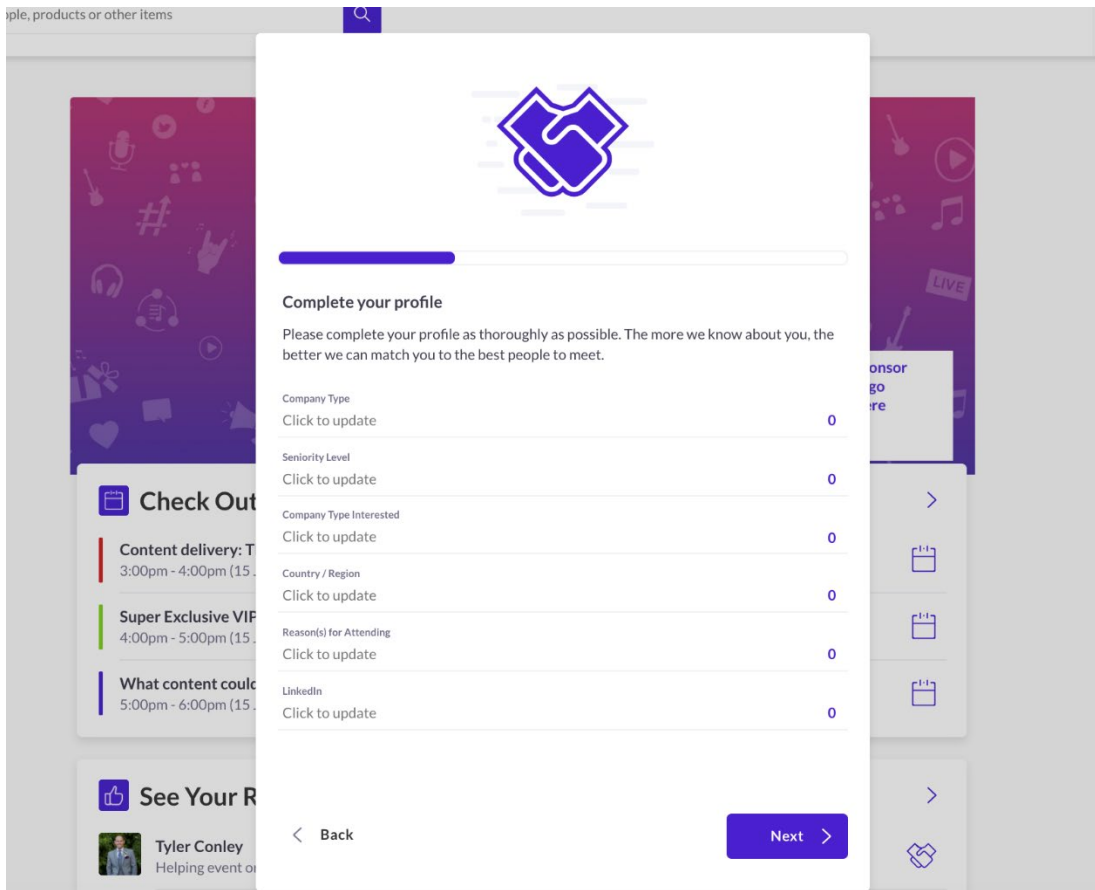 ople, products or other items
Complete your profile
Please complete your profile as thoroughly as possible. The more we know about you, the
better we can match you to the best people to meet.
Company Type
Click to update 0
Seniority Level
Click to update 0
Company Type Interested
Click to update 0
Country / Region
Click to update 0
Reason(s) for Attending
Click to update 0
LinkedIn
Click to update 0
Back
Next
LIVE
onsor
go
ere
Check Out
Content delivery: T
3:00pm - 4:00pm (15 .
Super Exclusive VIP
4:00pm - 5:00pm (15 .
What content could
5:00pm - 6:00pm (15 .
See Your R
Tyler Conley
Helping event or